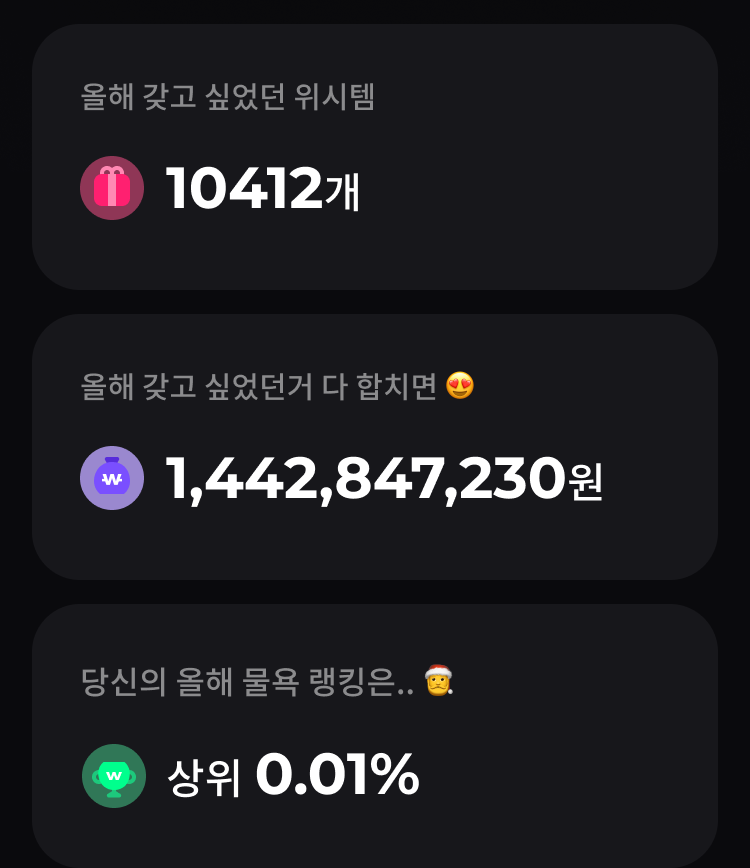 올해 갖고 싶었던 위시템
10412개
올해 갖고 싶었던거 다 합치면 😍
W
1,442,847,230원
당신의 올해 물욕 랭킹은.. 🎅
W
상위 0.01%